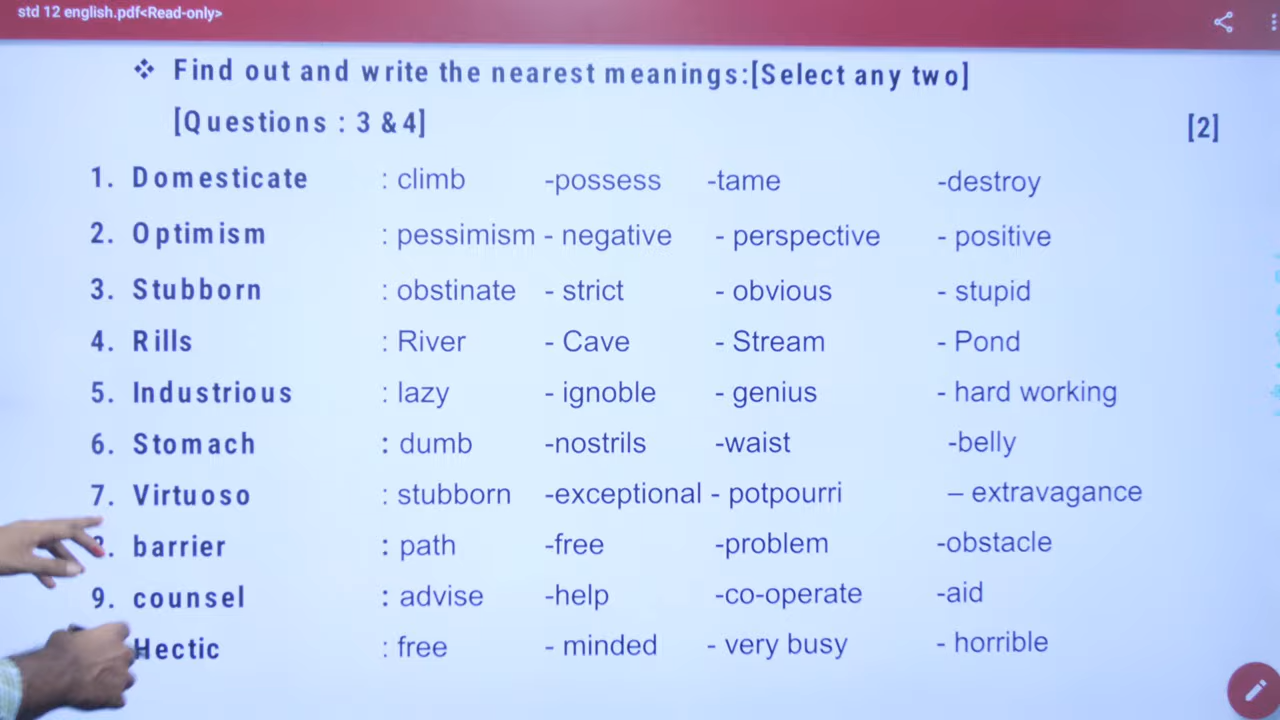 std 12 english.pdf<Read-only>
❖ Find out and write the nearest meanings:[Select any two]
[Questions : 3 & 4] [2]
1. Domesticate : climb -possess -tame -destroy
2. Optimism : pessimism - negative - perspective - positive
3. Stubborn : obstinate - strict - obvious - stupid
4. Rills : River - Cave - Stream - Pond
5. Industrious : lazy - ignoble - genius - hard working
6. Stomach : dumb -nostrils -waist -belly
7. Virtuoso : stubborn -exceptional - potpourri – extravagance
barrier : path -free -problem -obstacle
9. counsel : advise -help -co-operate -aid
Hectic : free - minded - very busy - horrible